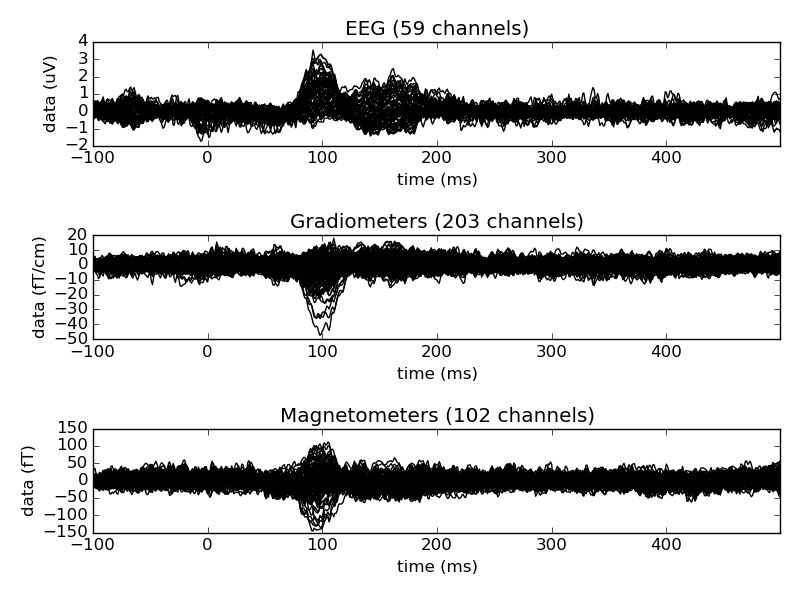 EEG (59 channels)
data (uV)
4
3
2
1
0
−1
−2
−100 0 100 200 300 400
time (ms)
Gradiometers (203 channels)
data (fT/cm)
20
10
0
−10
−20
−30
−40
−50
−100 0 100 200 300 400
time (ms)
Magnetometers (102 channels)
data (fT)
150
100
50
0
−50
−100
−150
−100 0 100 200 300 400
time (ms)